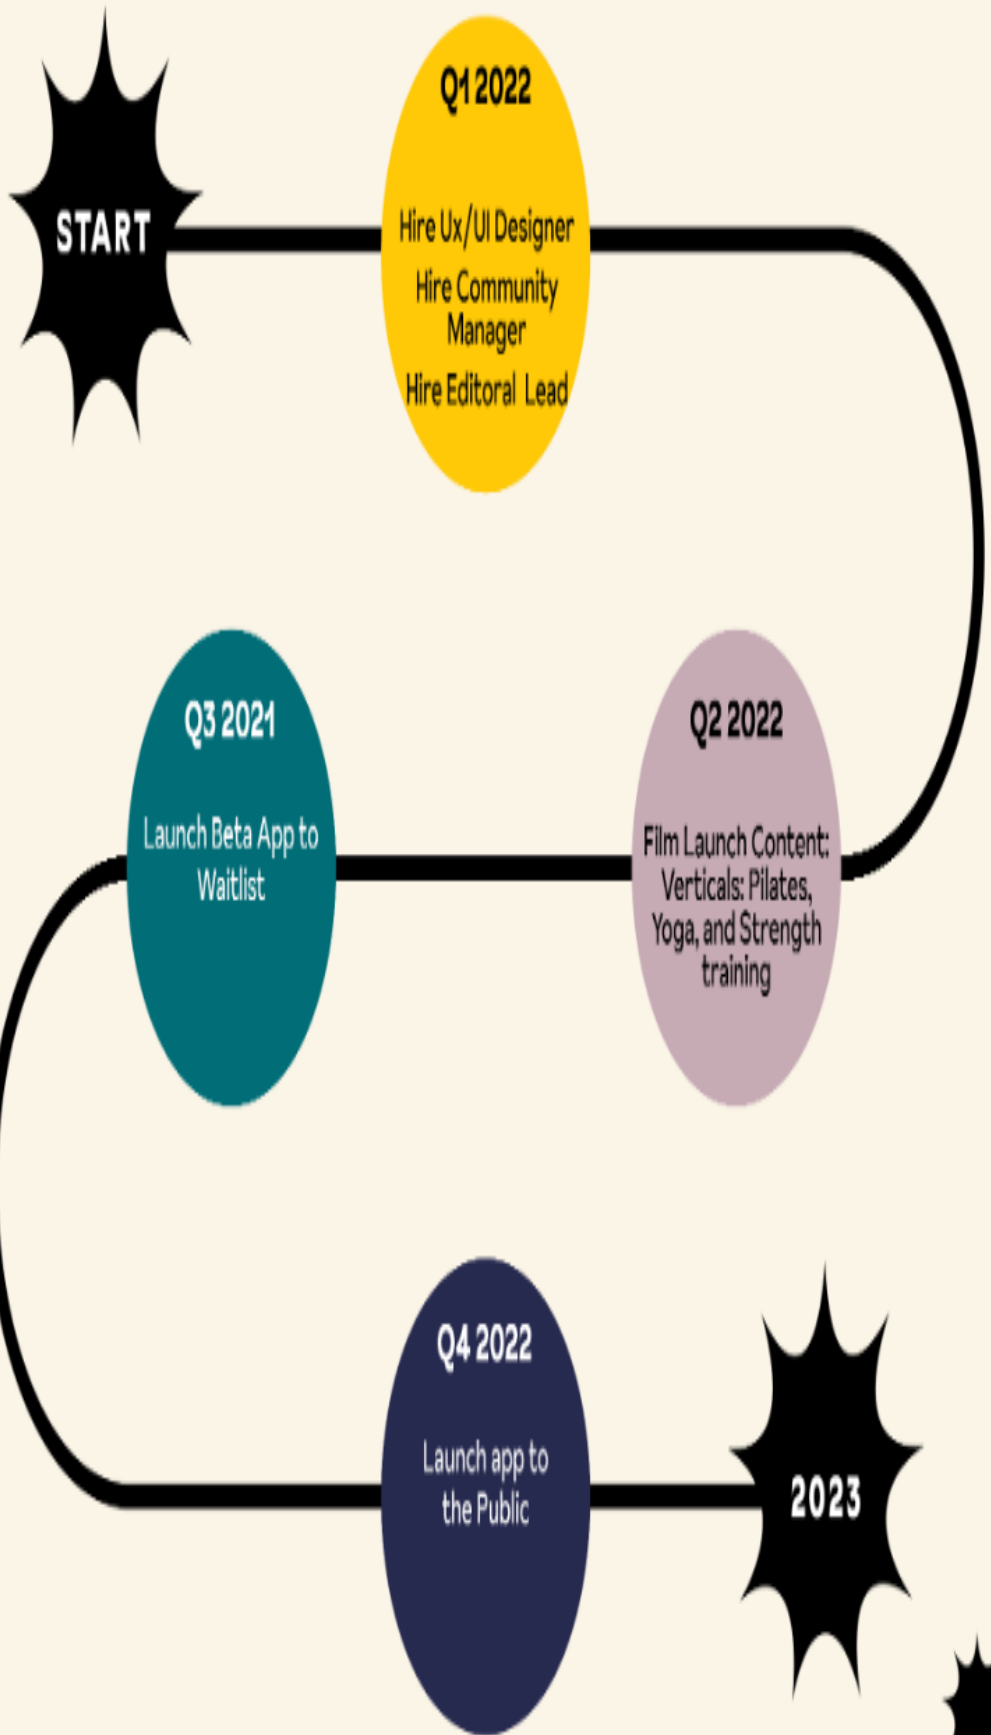 START
Q1 2022
Hire Ux/UI Designer
Hire Community
Manager
Hire Editoral Lead
Q2 2022
Film Launch Content:
Verticals: Pilates,
Yoga, and Strength
training
Q3 2021
Launch Beta App to
Waitlist
Q4 2022
Launch app to
the Public
2023